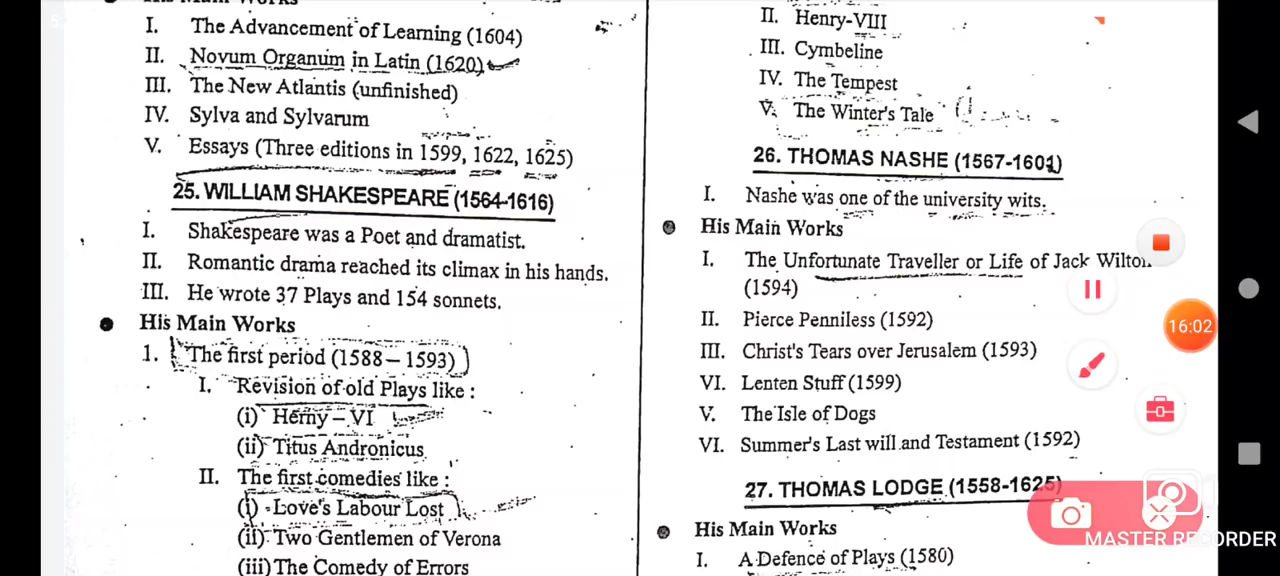 His Main Works
I. The Advancement of Learning (1604)
II. Novum Organum in Latin (1620)
III. The New Atlantis (unfinished)
IV. Sylva and Sylvarum
V. Essays (Three editions in 1599, 1622, 1625)
25. WILLIAM SHAKESPEARE (1564-1616)
I. Shakespeare was a Poet and dramatist.
II. Romantic drama reached its climax in his hands.
III. He wrote 37 Plays and 154 sonnets.
His Main Works
1. The first period (1588 – 1593)
I. Revision of old Plays like :
(i) Herny – VI
(ii) Titus Andronicus
II. The first comedies like :
(i) Love's Labour Lost
(ii) Two Gentlemen of Verona
(iii) The Comedy of Errors
II. Henry-VIII
III. Cymbeline
IV. The Tempest
V. The Winter's Tale
26. THOMAS NASHE (1567-1601)
I. Nashe was one of the university wits.
His Main Works
I. The Unfortunate Traveller or Life of Jack Wilton
(1594)
II. Pierce Penniless (1592)
III. Christ's Tears over Jerusalem (1593)
VI. Lenten Stuff (1599)
V. The Isle of Dogs
VI. Summer's Last will and Testament (1592)
27. THOMAS LODGE (1558-1625)
His Main Works
I. A Defence of Plays (1580)
16:02
MASTER RECORDER